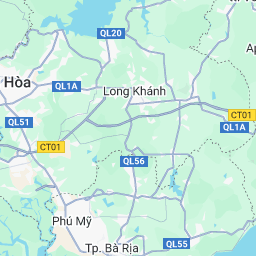 QL20
Hòa
QL1A
Long Khánh
QL51
CT01
QL1A
CT01
QL56
Phú Mỹ
Tp. Bà Rịa
QL55